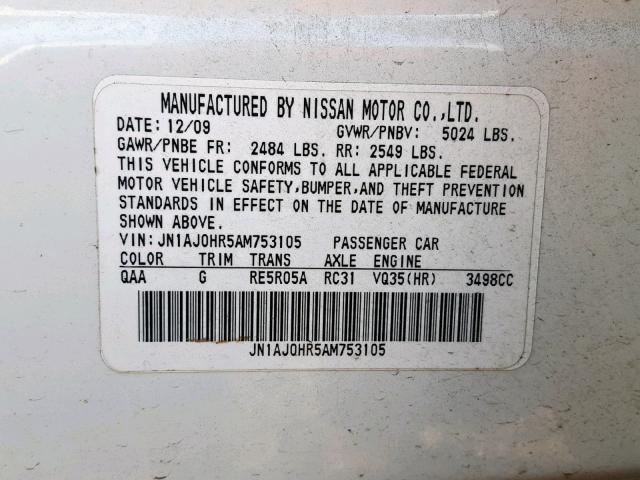 MANUFACTURED BY NISSAN MOTOR CO.,LTD.
DATE: 12/09 GVWR/PNBV: 5024 LBS.
GAWR/PNBE FR: 2484 LBS. RR: 2549 LBS.
THIS VEHICLE CONFORMS TO ALL APPLICABLE FEDERAL
MOTOR VEHICLE SAFETY,BUMPER,AND THEFT PREVENTION
STANDARDS IN EFFECT ON THE DATE OF MANUFACTURE
SHOWN ABOVE.
VIN:JN1AJ0HR5AM753105 PASSENGER CAR
COLOR TRIM TRANS AXLE ENGINE
QAA G RE5R05A RC31 VQ35(HR) 3498CC
JN1AJ0HR5AM753105